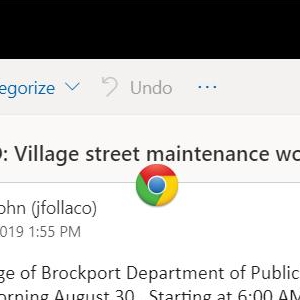 egorize Undo ...
: Village street maintenance wo
ohn (jfollaco)
019 1:55 PM
ge of Brockport Department of Public
orning August 30. Starting at 6:00 AM